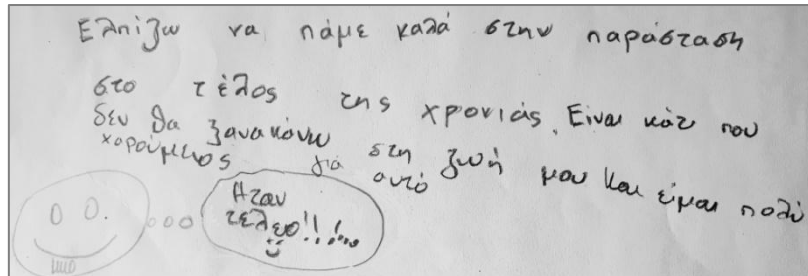 Ελπίζω να πάμε καλά στην παράσταση
στο τέλος της χρονιάς. Είναι κάτι που
δεν θα ξανακάνω στη ζωή μου και είμαι πολύ
χαρούμενος για αυτό
Ήταν
τέλειο!!!...